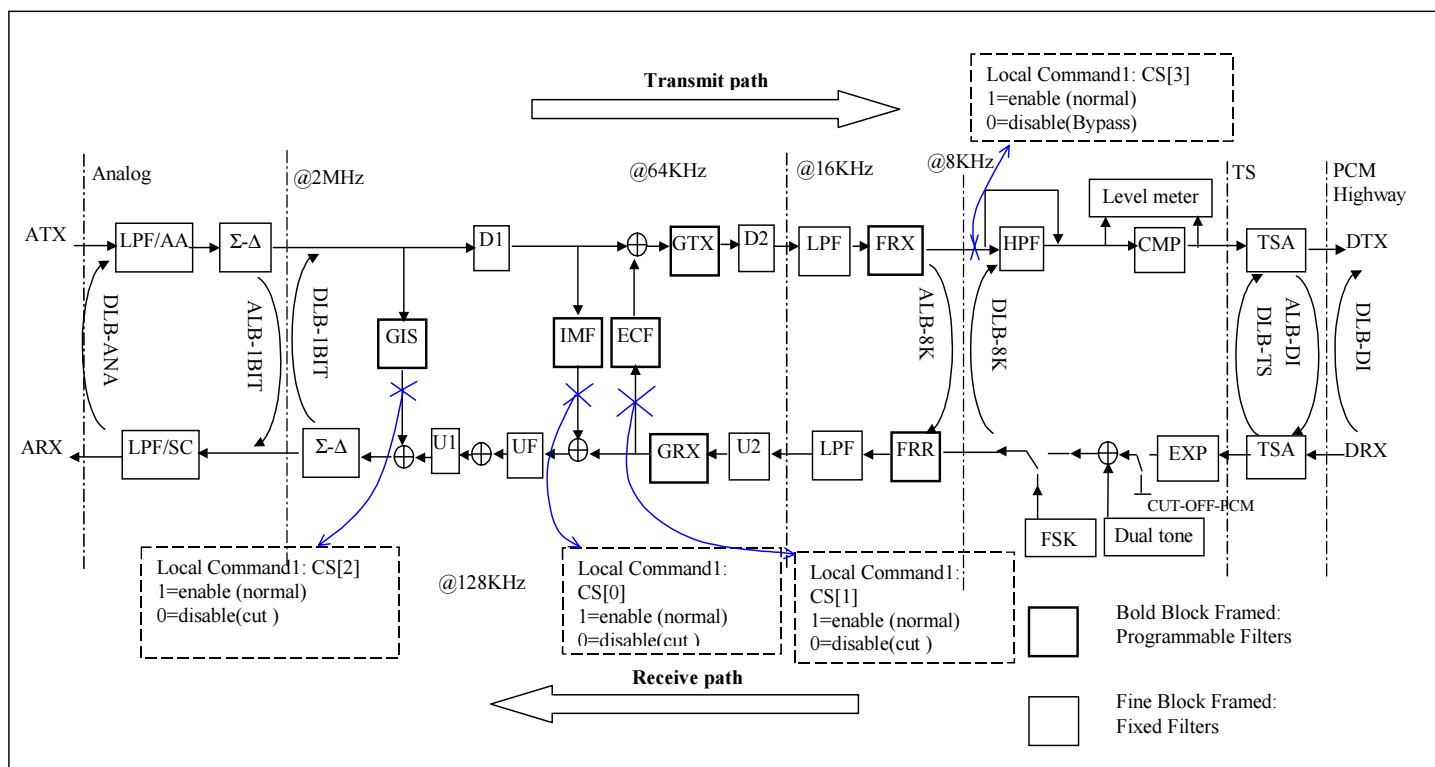 Transmit path
Local Command1: CS[3]
1=enable (normal)
0=disable(Bypass)
Analog
@2MHz
@64KHz
@16KHz
@8KHz
TS
PCM
Highway
Level meter
ATX
LPF/AA
Σ-Δ
D1
GTX
D2
LPF
FRX
HPF
CMP
TSA
DTX
DLB-ANA
ALB-1BIT
DLB-1BIT
GIS
IMF
ECF
ALB-8K
DLB-8K
DLB-TS
ALB-DI
DLB-DI
ARX
LPF/SC
Σ-Δ
U1
UF
GRX
U2
LPF
FRR
EXP
TSA
DRX
CUT-OFF-PCM
FSK
Dual tone
Local Command1: CS[2]
1=enable (normal)
0=disable(cut )
@128KHz
Local Command1:
CS[0]
1=enable (normal)
0=disable(cut )
Local Command1:
CS[1]
1=enable (normal)
0=disable(cut )
Bold Block Framed:
Programmable Filters
Receive path
Fine Block Framed:
Fixed Filters